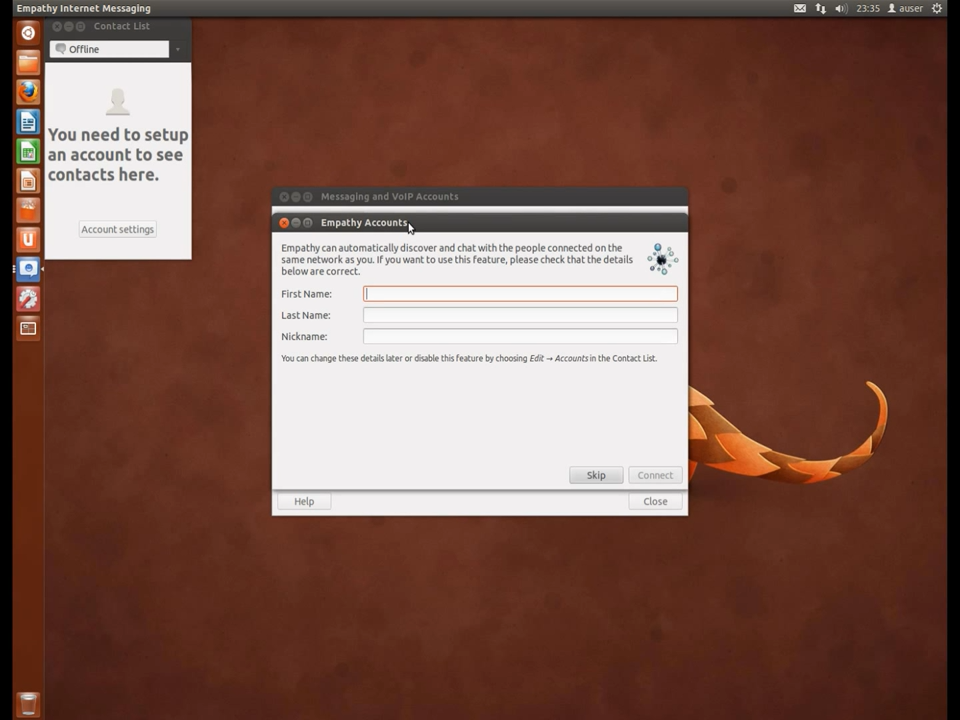 Empathy Internet Messaging
23:35
auser
Contact List
Offline
You need to setup
an account to see
contacts here.
Account settings
Messaging and VoIP Accounts
Empathy Accounts
Empathy can automatically discover and chat with the people connected on the
same network as you. If you want to use this feature, please check that the details
below are correct.
First Name:
Last Name:
Nickname:
You can change these details later or disable this feature by choosing Edit → Accounts in the Contact List.
Skip
Connect
Help
Close